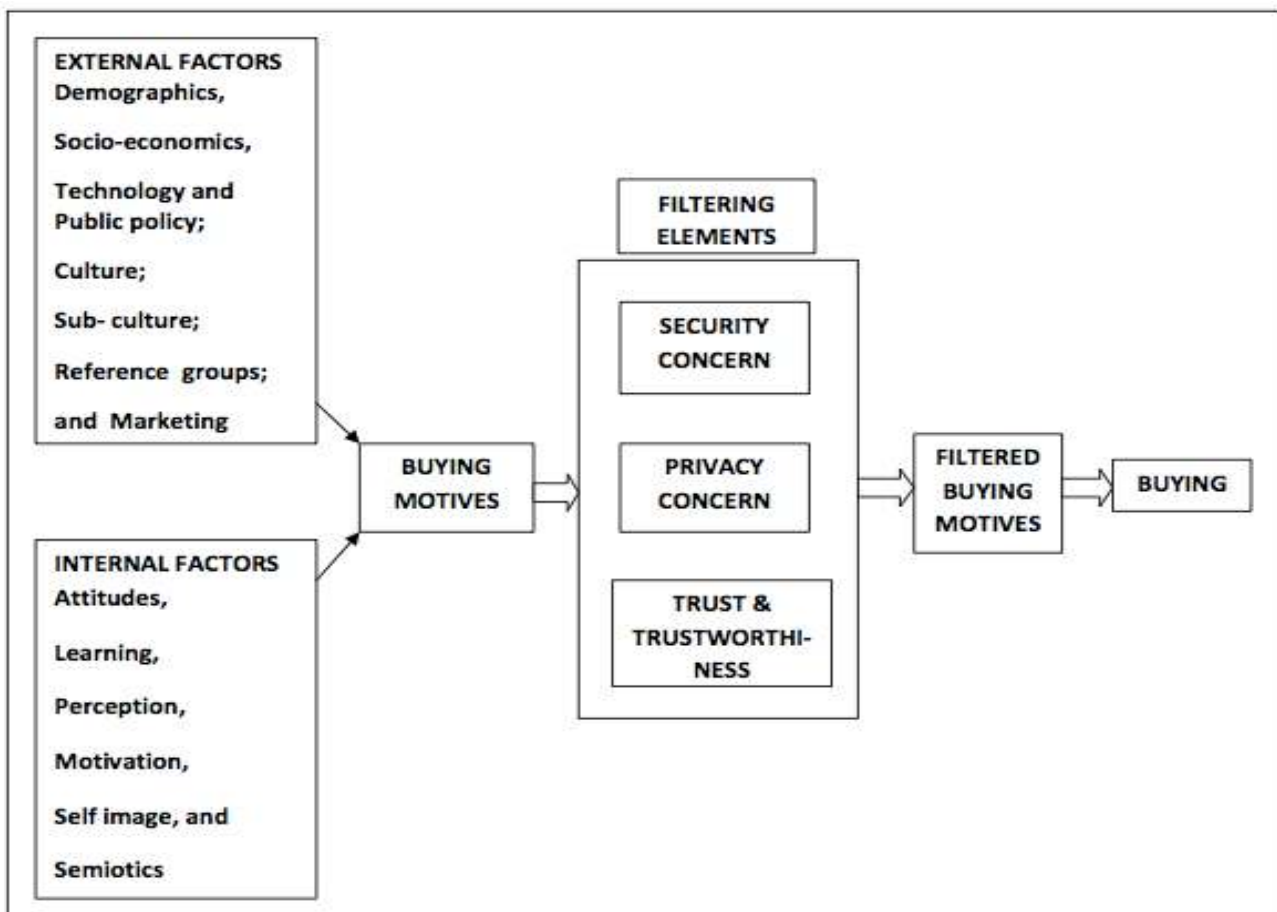 EXTERNAL FACTORS
Demographics,
Socio-economics,
Technology and
Public policy;
Culture;
Sub- culture;
Reference groups;
and Marketing
INTERNAL FACTORS
Attitudes,
Learning,
Perception,
Motivation,
Self image, and
Semiotics
BUYING
MOTIVES
FILTERING
ELEMENTS
SECURITY
CONCERN
PRIVACY
CONCERN
TRUST &
TRUSTWORTHI-
NESS
FILTERED
BUYING
MOTIVES
BUYING